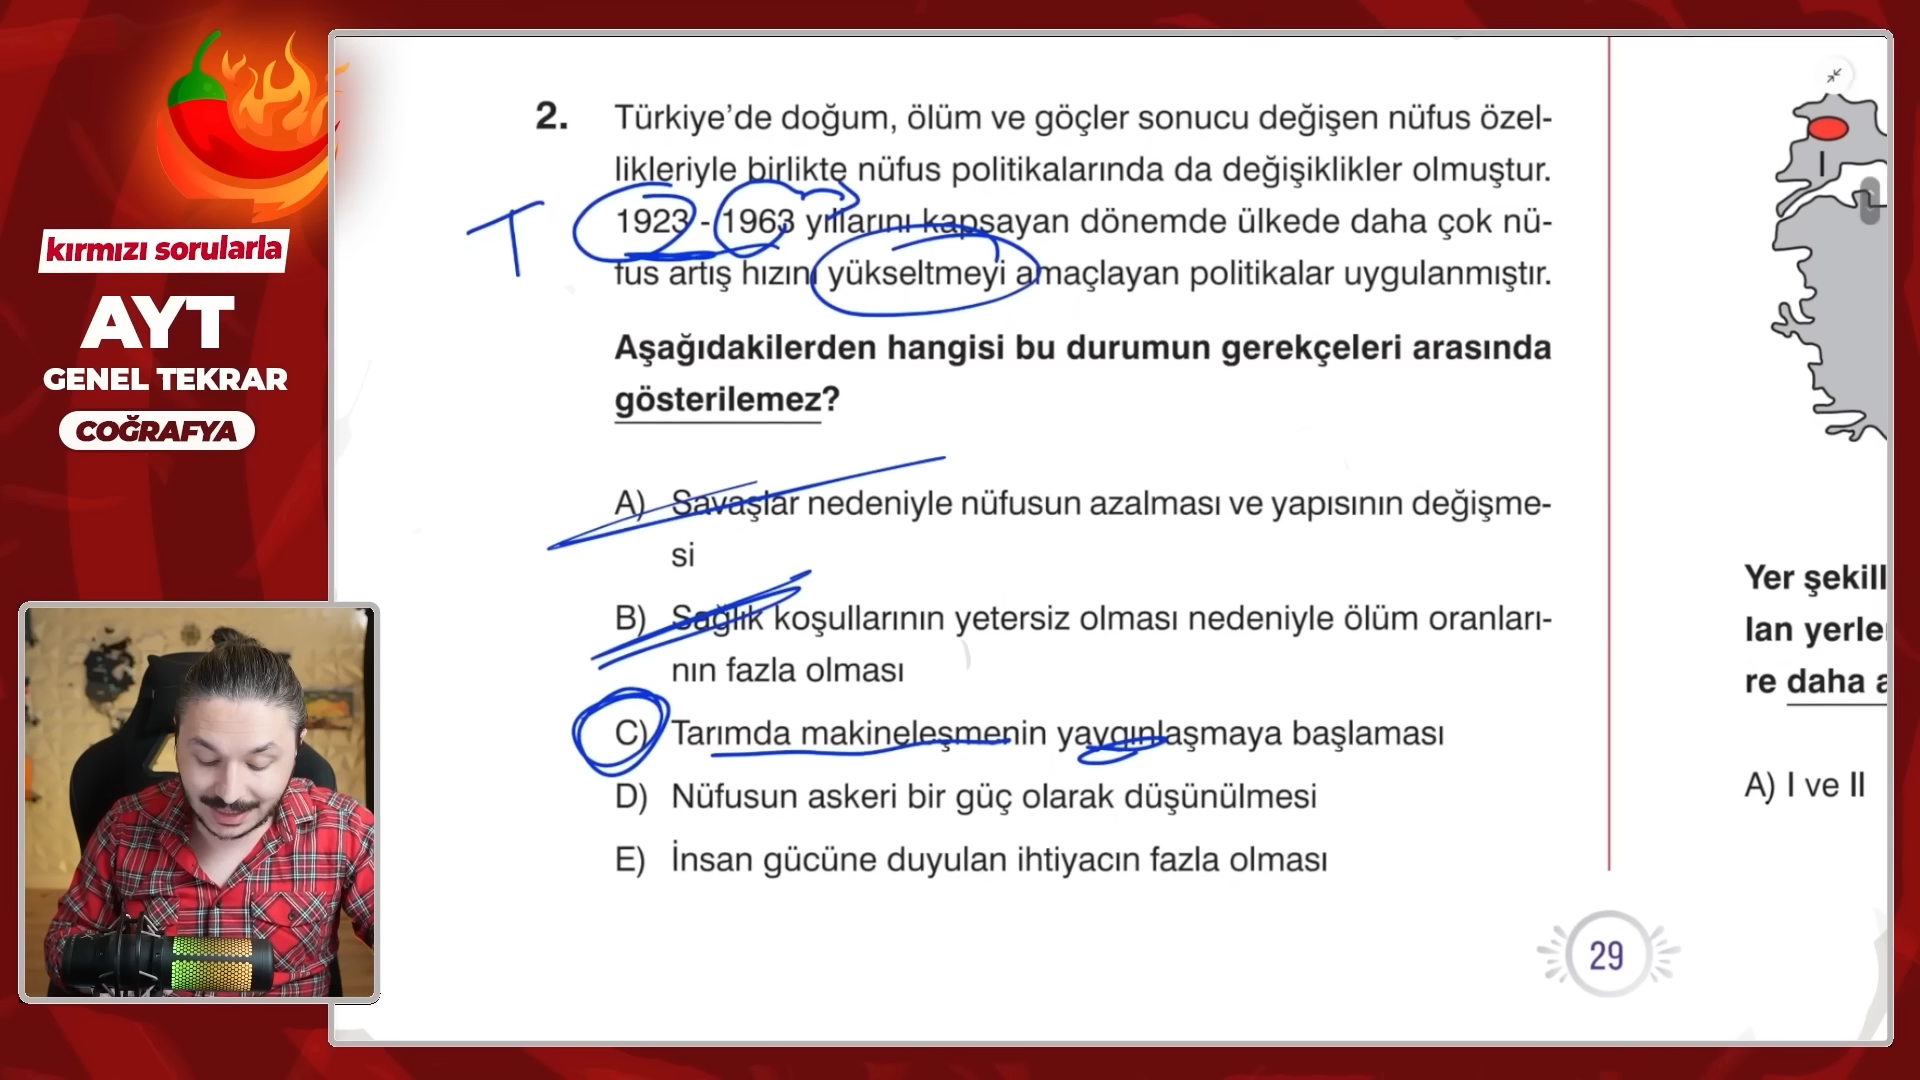 kırmızı sorularla
AYT
GENEL TEKRAR
COĞRAFYA
2. Türkiye'de doğum, ölüm ve göçler sonucu değişen nüfus özel-
likleriyle birlikte nüfus politikalarında da değişiklikler olmuştur.
T 1923 - 1963 yıllarını kapsayan dönemde ülkede daha çok nü-
fus artış hızını yükseltmeyi amaçlayan politikalar uygulanmıştır.
Aşağıdakilerden hangisi bu durumun gerekçeleri arasında
gösterilemez?
A) Savaşlar nedeniyle nüfusun azalması ve yapısının değişme-
si
B) Sağlık koşullarının yetersiz olması nedeniyle ölüm oranları-
nın fazla olması
C) Tarımda makineleşmenin yaygınlaşmaya başlaması
D) Nüfusun askeri bir güç olarak düşünülmesi
E) İnsan gücüne duyulan ihtiyacın fazla olması
29
I
Yer şekill
lan yerle
re daha a
A) I ve II